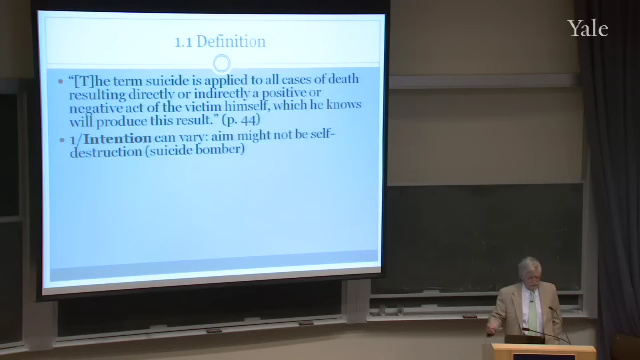 Yale
1.1 Definition
• "[T]he term suicide is applied to all cases of death
resulting directly or indirectly a positive or
negative act of the victim himself, which he knows
will produce this result." (p. 44)
• 1/Intention can vary: aim might not be self-
destruction (suicide bomber)